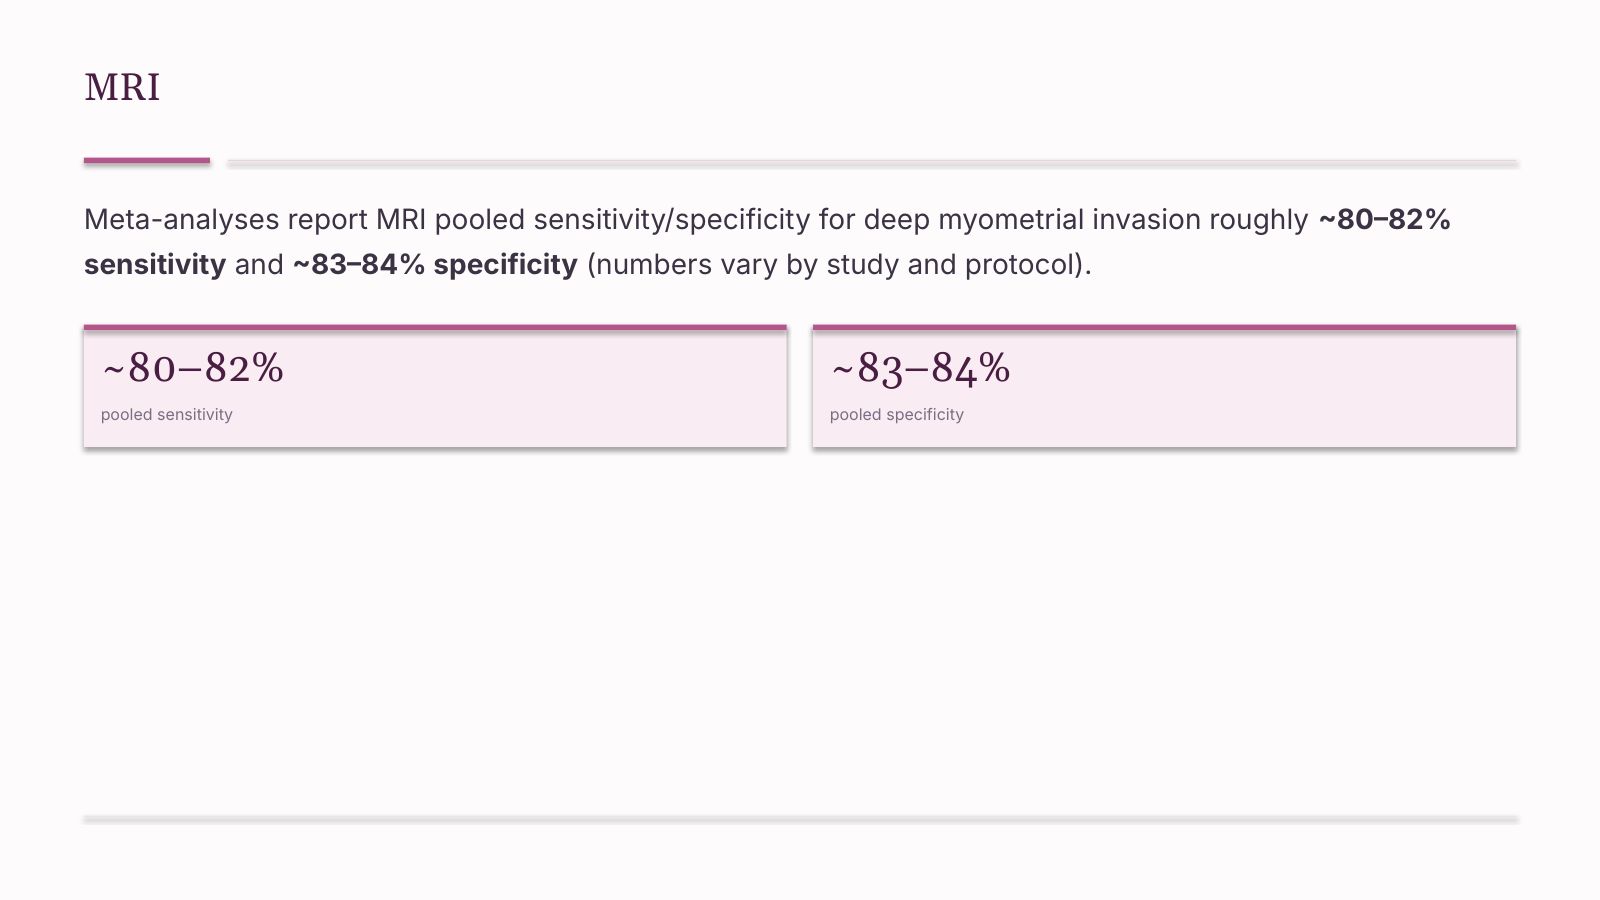 MRI
Meta-analyses report MRI pooled sensitivity/specificity for deep myometrial invasion roughly ~80–82%
sensitivity and ~83–84% specificity (numbers vary by study and protocol).
~80–82%
pooled sensitivity
~83–84%
pooled specificity